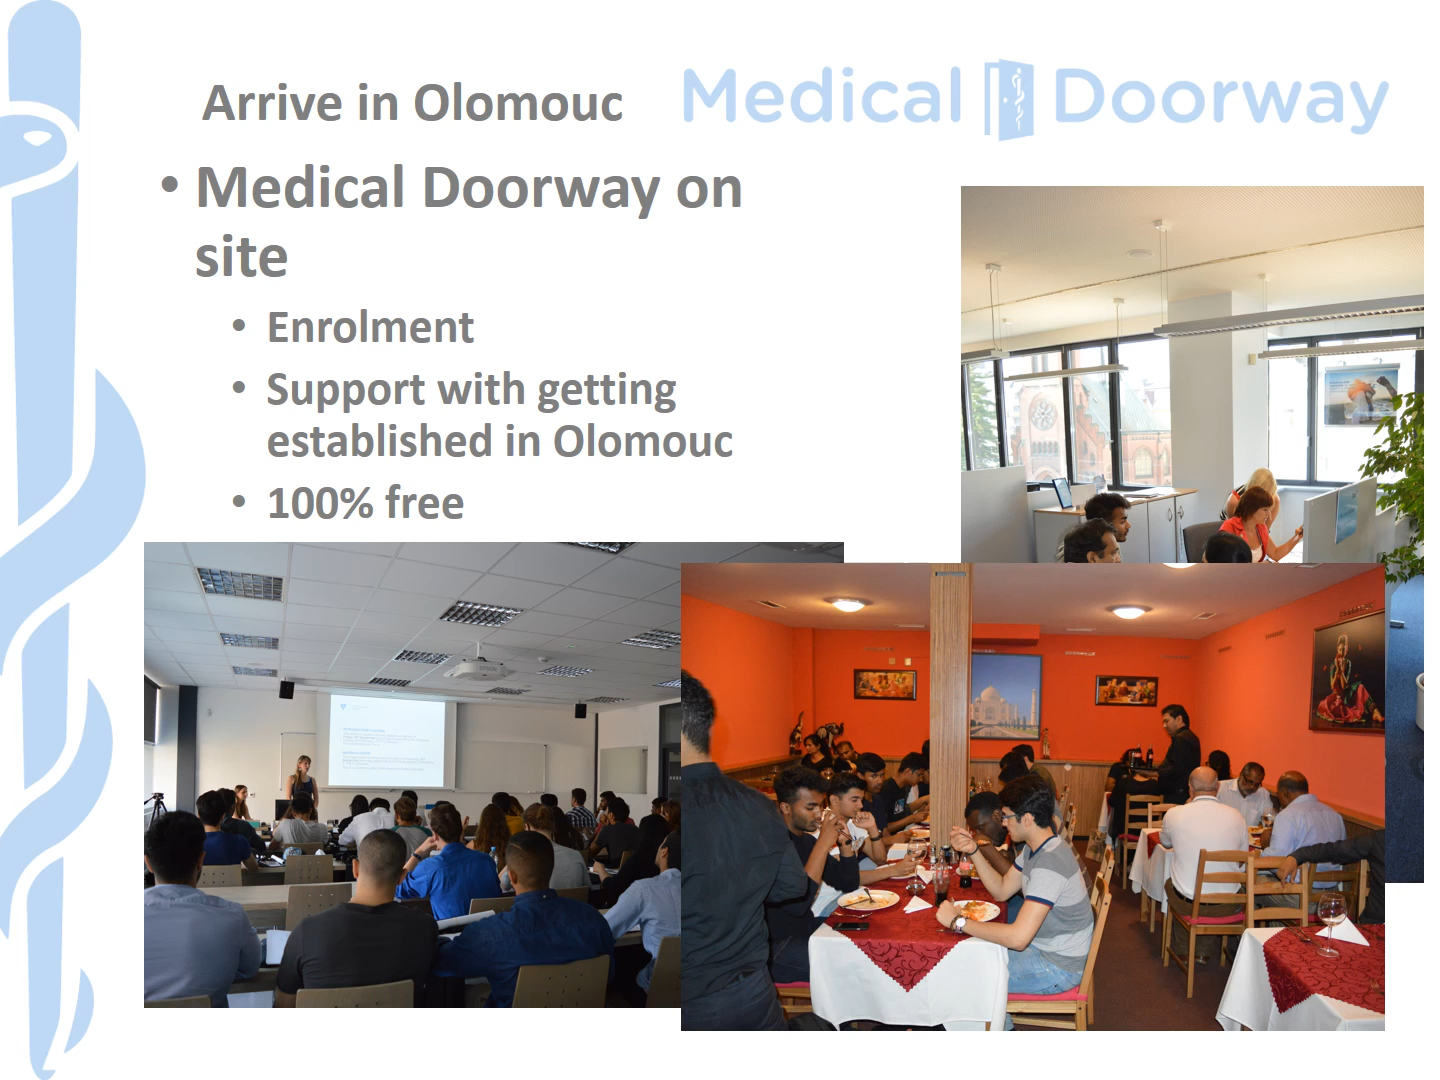 Arrive in Olomouc
Medical Doorway
• Medical Doorway on
site
• Enrolment
• Support with getting
established in Olomouc
• 100% free